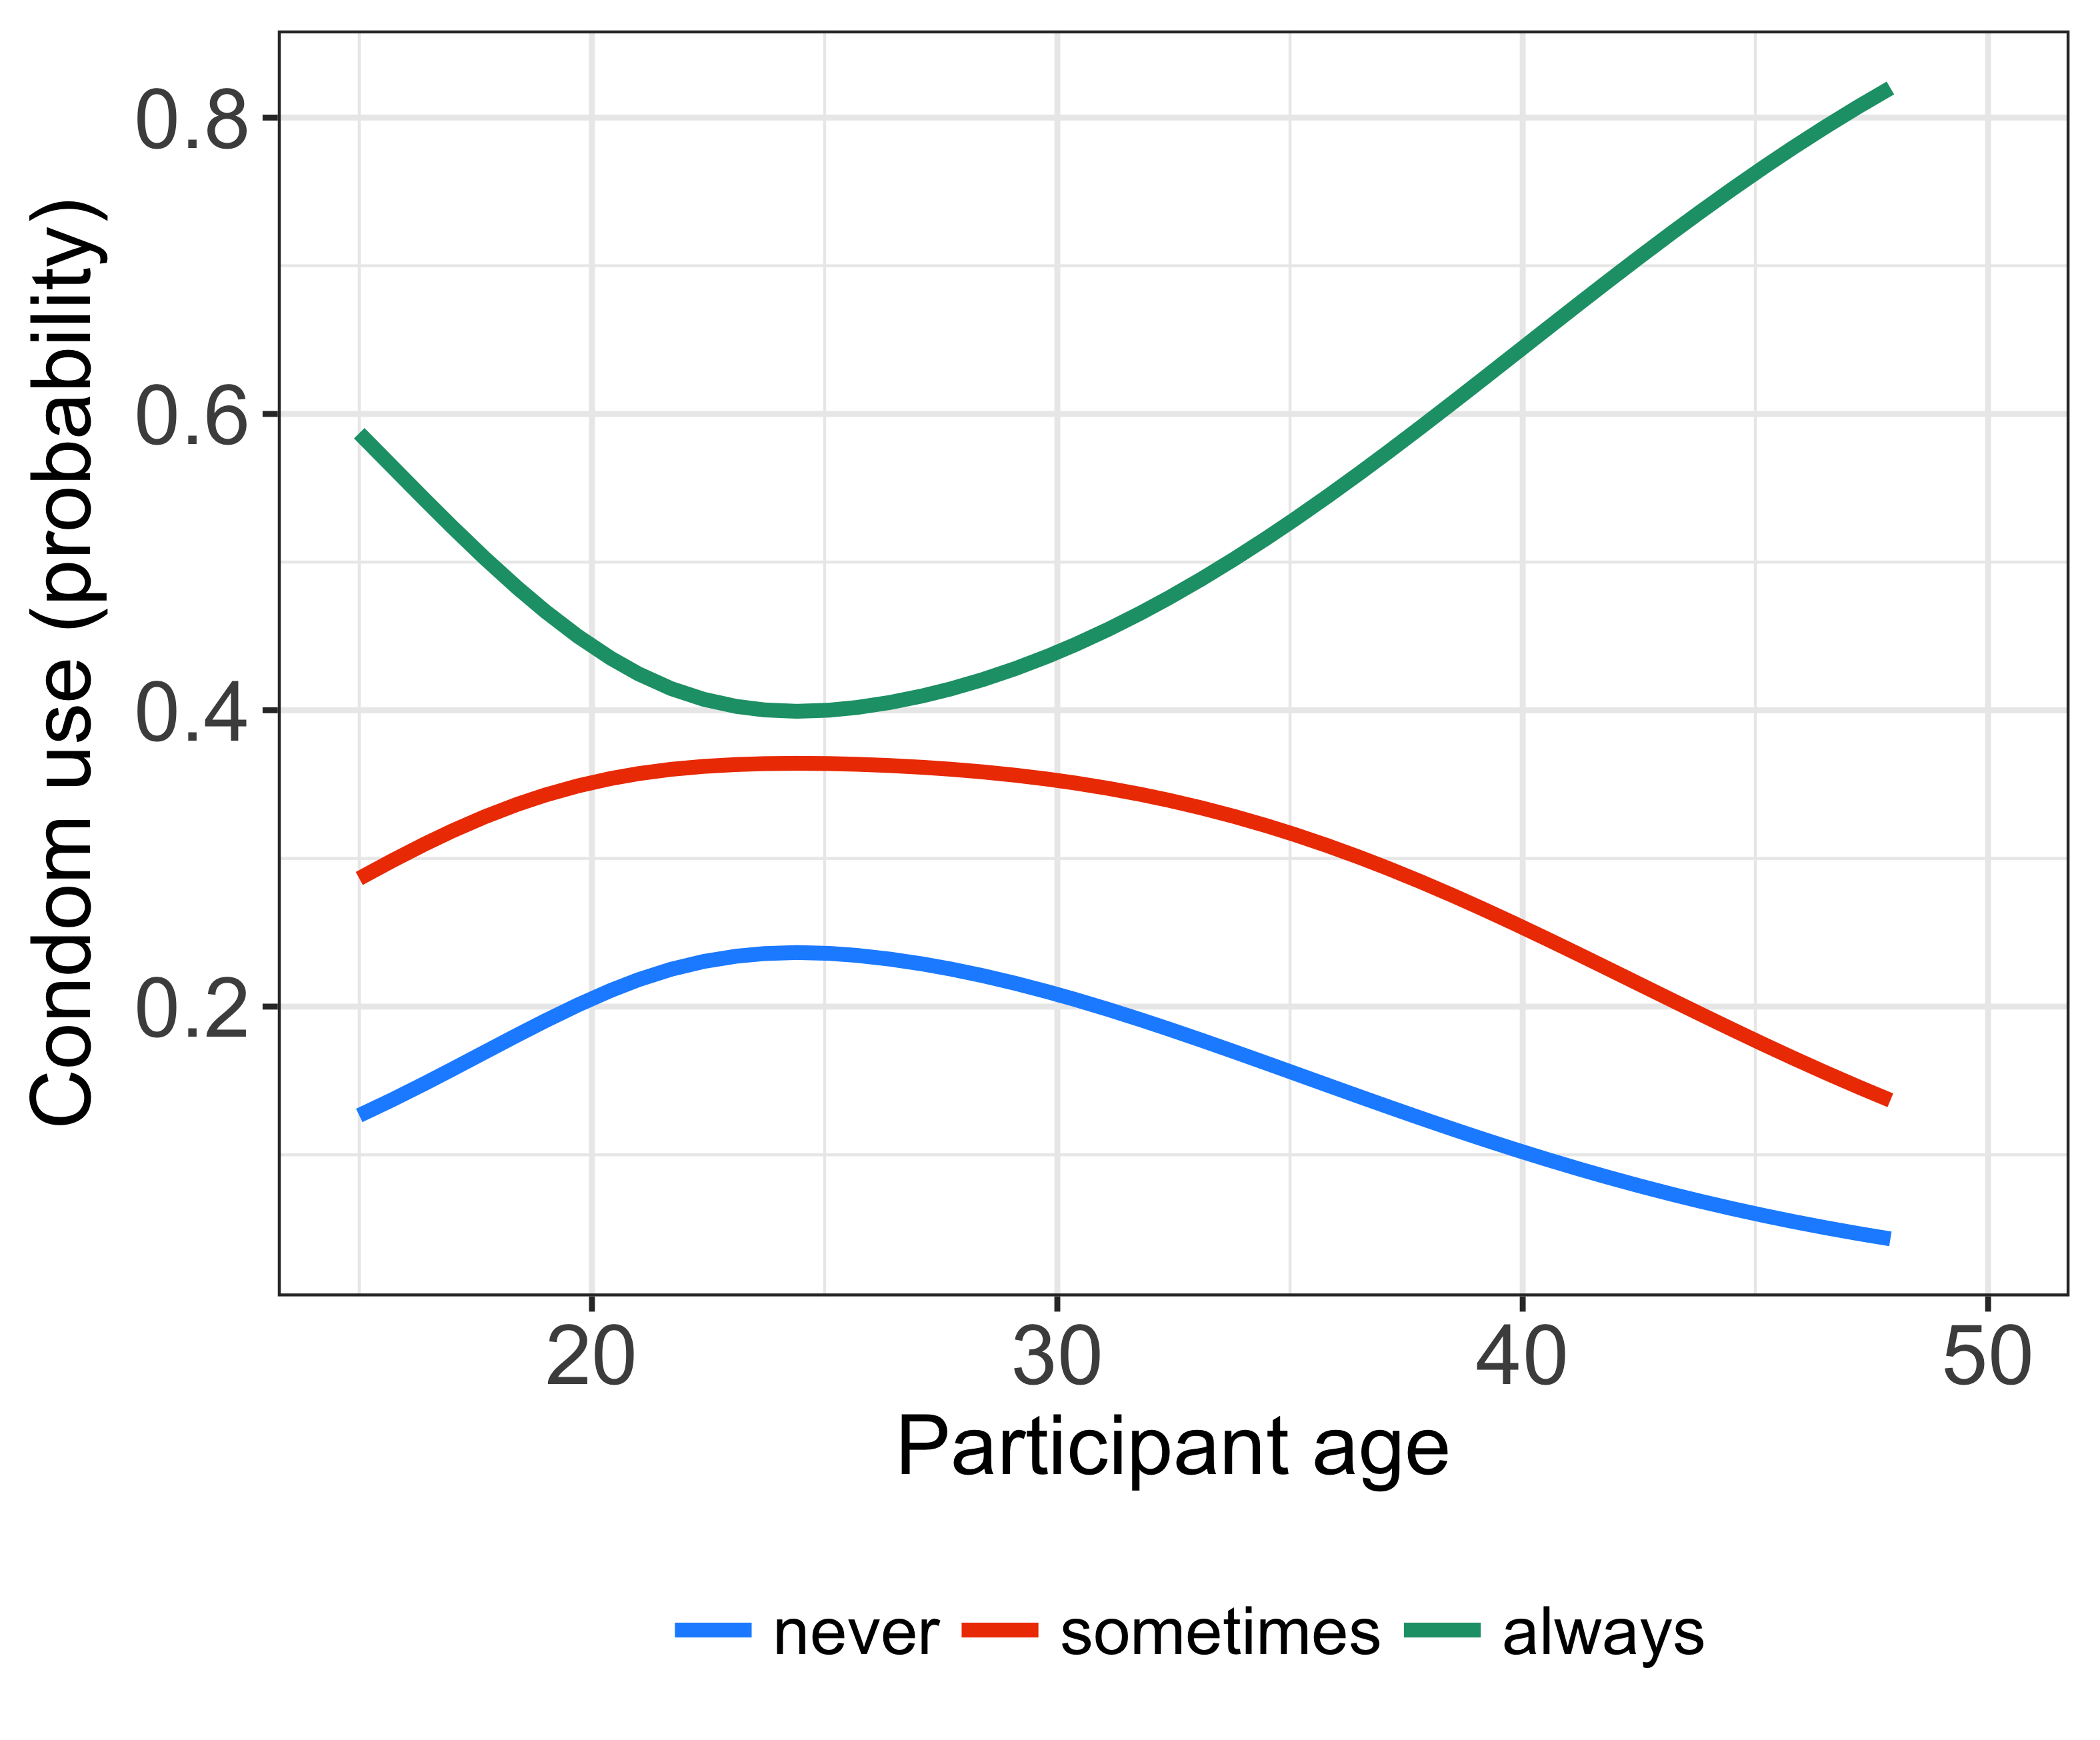 Condom use (probability)
0.8
0.6
0.4
0.2
20 30 40 50
Participant age
never sometimes always